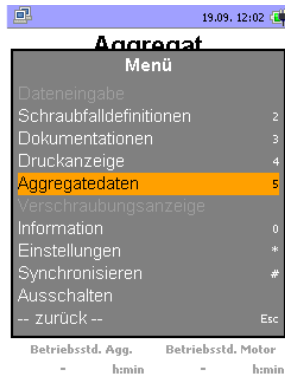 19.09. 12:02
Aggregat
Menü
Dateneingabe
Schraubfalldefinitionen 2
Dokumentationen 3
Druckanzeige 4
Aggregatedaten 5
Verschraubungsanzeige
Information 0
Einstellungen *
Synchronisieren #
Ausschalten
-- zurück -- Esc
Betriebsstd. Agg. Betriebsstd. Motor
- h:min - h:min